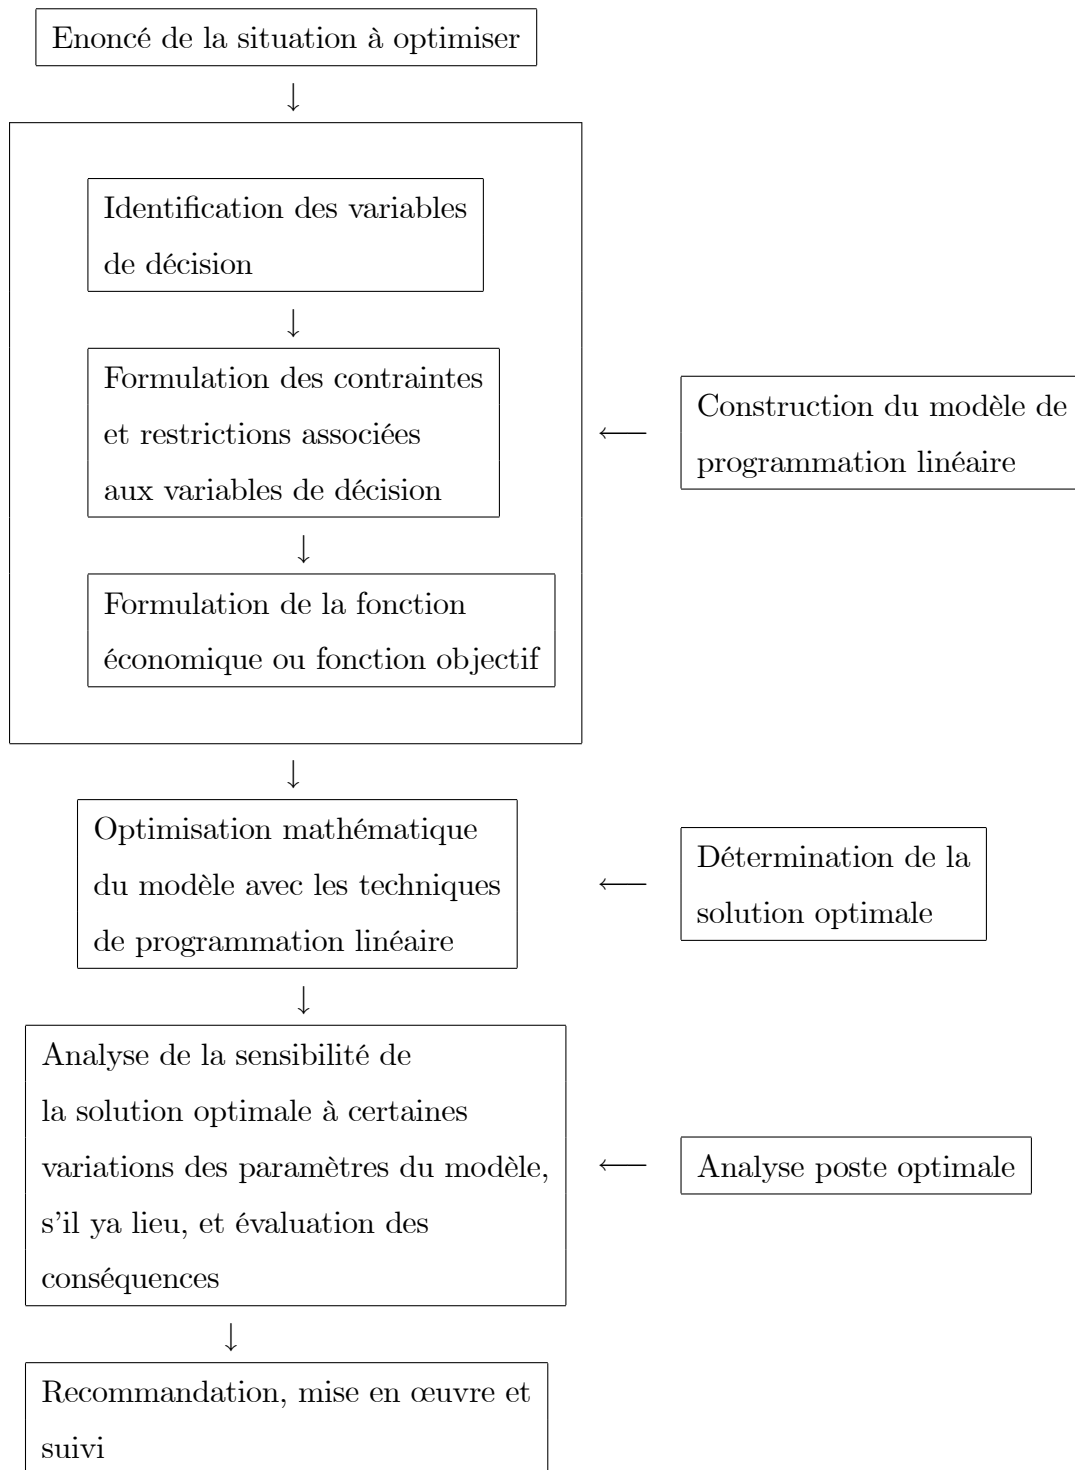 Enoncé de la situation à optimiser
↓
Identification des variables
de décision
↓
Formulation des contraintes
et restrictions associées
aux variables de décision
←
Construction du modèle de
programmation linéaire
↓
Formulation de la fonction
économique ou fonction objectif
↓
Optimisation mathématique
du modèle avec les techniques
de programmation linéaire
←
Détermination de la
solution optimale
↓
Analyse de la sensibilité de
la solution optimale à certaines
variations des paramètres du modèle,
s'il ya lieu, et évaluation des
conséquences
←
Analyse poste optimale
↓
Recommandation, mise en œuvre et
suivi